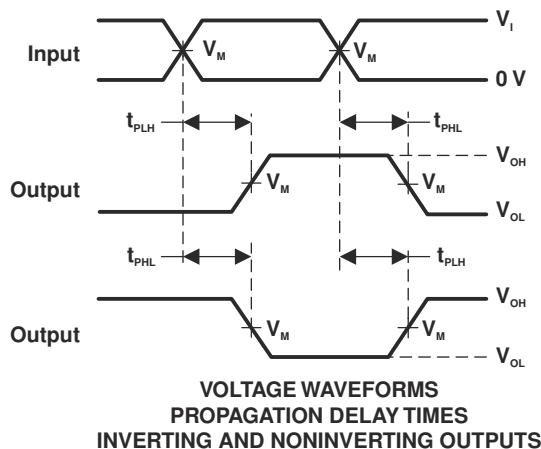 V_I
Input
V_M
V_M
0 V
t_PLH
t_PHL
V_OH
Output
V_M
V_M
V_OL
t_PHL
t_PLH
V_OH
Output
V_M
V_M
V_OL
VOLTAGE WAVEFORMS
PROPAGATION DELAY TIMES
INVERTING AND NONINVERTING OUTPUTS